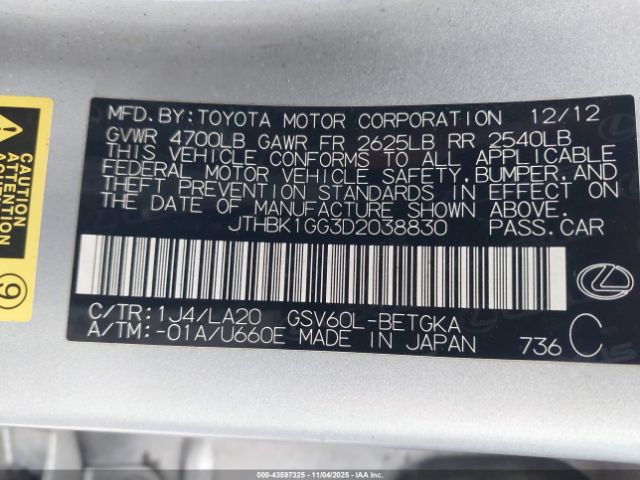 MFD. BY: TOYOTA MOTOR CORPORATION 12/12
GVWR 4700LB GAWR FR 2625LB RR 2540LB
THIS VEHICLE CONFORMS TO ALL APPLICABLE
FEDERAL MOTOR VEHICLE SAFETY, BUMPER, AND
THEFT PREVENTION STANDARDS IN EFFECT ON
THE DATE OF MANUFACTURE SHOWN ABOVE.
JTHBK1GG3D2038830 PASS. CAR
C/TR: 1J4/LA20 GSV60L-BETGKA
A/TM: -01A/U660E MADE IN JAPAN 736 C
ATTENTION
9
000-43597325 - 11/04/2025 - IAA Inc.